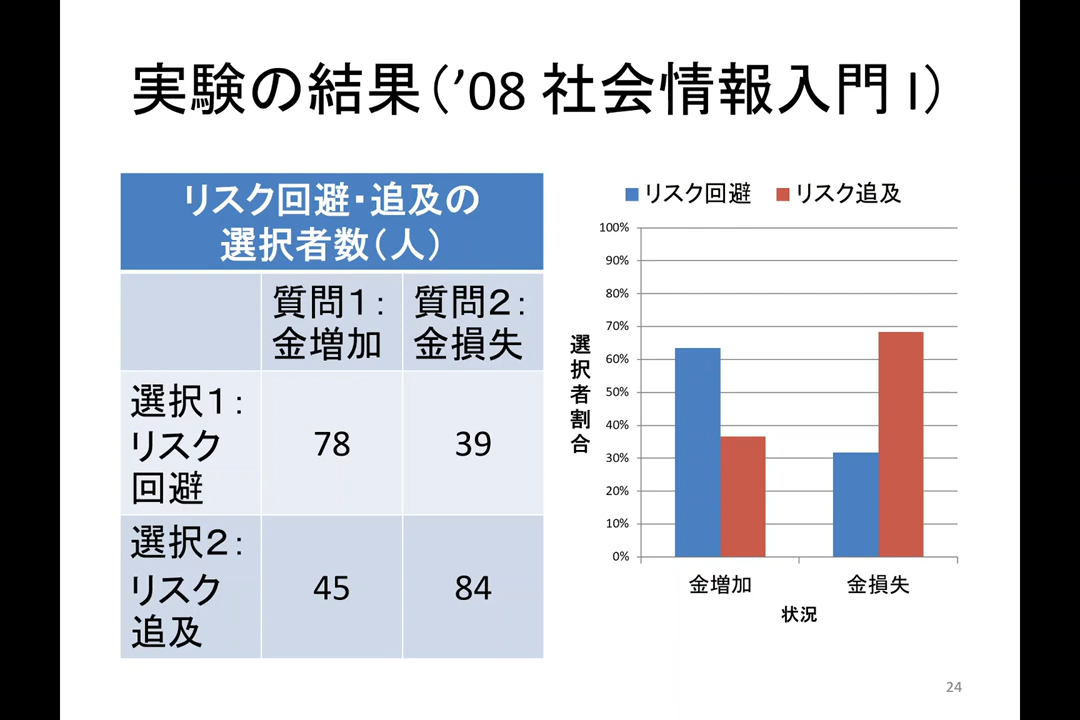 実験の結果（’08 社会情報入門 I）
リスク回避・追及の
選択者数（人）
質問１：
金増加
質問２：
金損失
選択１：
リスク
回避
78
39
選択２：
リスク
追及
45
84
リスク回避
リスク追及
100%
90%
80%
70%
60%
50%
40%
30%
20%
10%
0%
選択者割合
金増加
金損失
状況
24